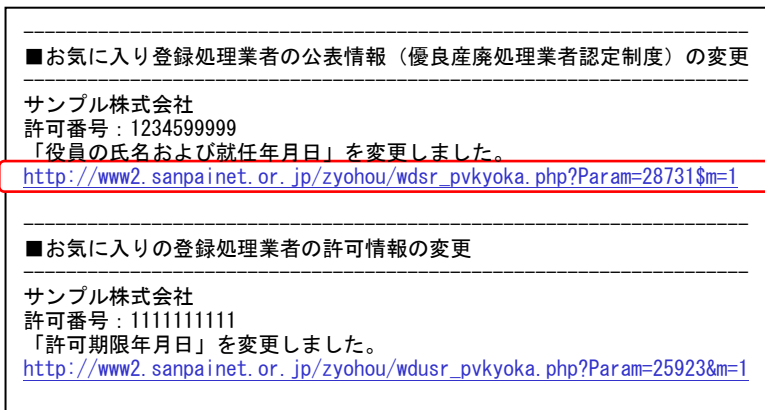 --------------------------------------------------------------------
■お気に入り登録処理業者の公表情報（優良産廃処理業者認定制度）の変更
--------------------------------------------------------------------
サンプル株式会社
許可番号：1234599999
「役員の氏名および就任年月日」を変更しました。
http://www2.sanpainet.or.jp/zyohou/wdsr_pvkyoka.php?Param=28731$m=1
--------------------------------------------------------------------
■お気に入りの登録処理業者の許可情報の変更
--------------------------------------------------------------------
サンプル株式会社
許可番号：1111111111
「許可期限年月日」を変更しました。
http://www2.sanpainet.or.jp/zyohou/wdusr_pvkyoka.php?Param=25923&m=1